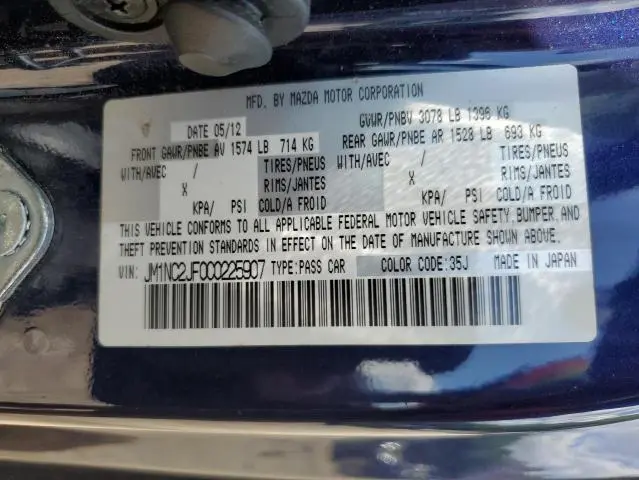 MFD. BY MAZDA MOTOR CORPORATION
DATE 05/12 GVWR/PNBV 3078 LB 1396 KG
FRONT GAWR/PNBE AV 1574 LB 714 KG REAR GAWR/PNBE AR 1528 LB 693 KG
WITH/AVEC / TIRES/PNEUS WITH/AVEC / TIRES/PNEUS
X RIMS/JANTES X RIMS/JANTES
KPA/ PSI COLD/A FROID KPA/ PSI COLD/A FROID
THIS VEHICLE CONFORMS TO ALL APPLICABLE FEDERAL MOTOR VEHICLE SAFETY,BUMPER,AND
THEFT PREVENTION STANDARDS IN EFFECT ON THE DATE OF MANUFACTURE SHOWN ABOVE.
VIN: JM1NC2JF0C0225907 TYPE:PASS CAR COLOR CODE:35J MADE IN JAPAN